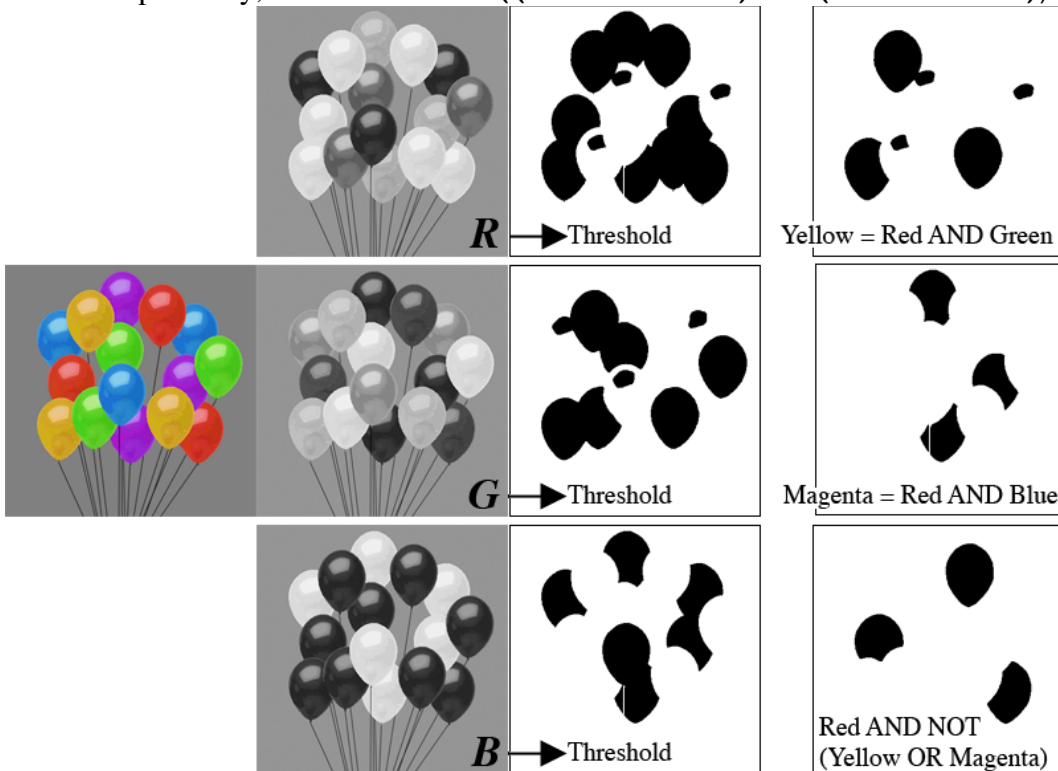 R
Threshold
Yellow = Red AND Green
G
Threshold
Magenta = Red AND Blue
B
Threshold
Red AND NOT
(Yellow OR Magenta)